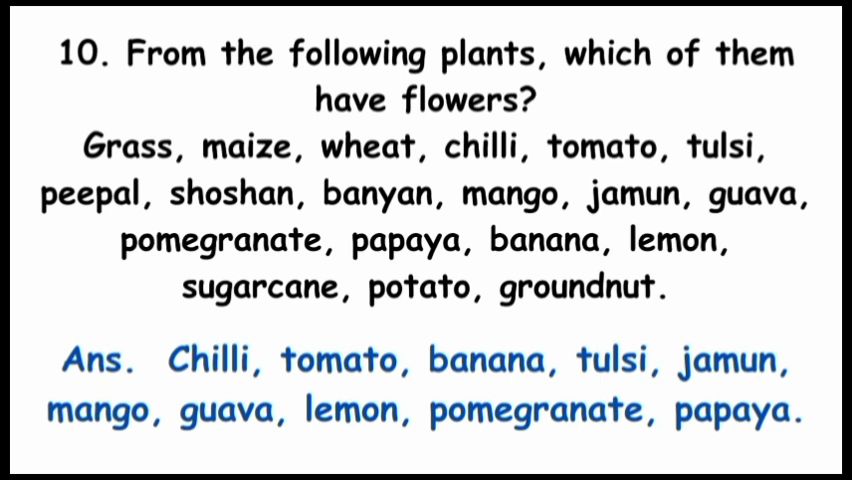 10. From the following plants, which of them
have flowers?
Grass, maize, wheat, chilli, tomato, tulsi,
peepal, shoshan, banyan, mango, jamun, guava,
pomegranate, papaya, banana, lemon,
sugarcane, potato, groundnut.
Ans. Chilli, tomato, banana, tulsi, jamun,
mango, guava, lemon, pomegranate, papaya.